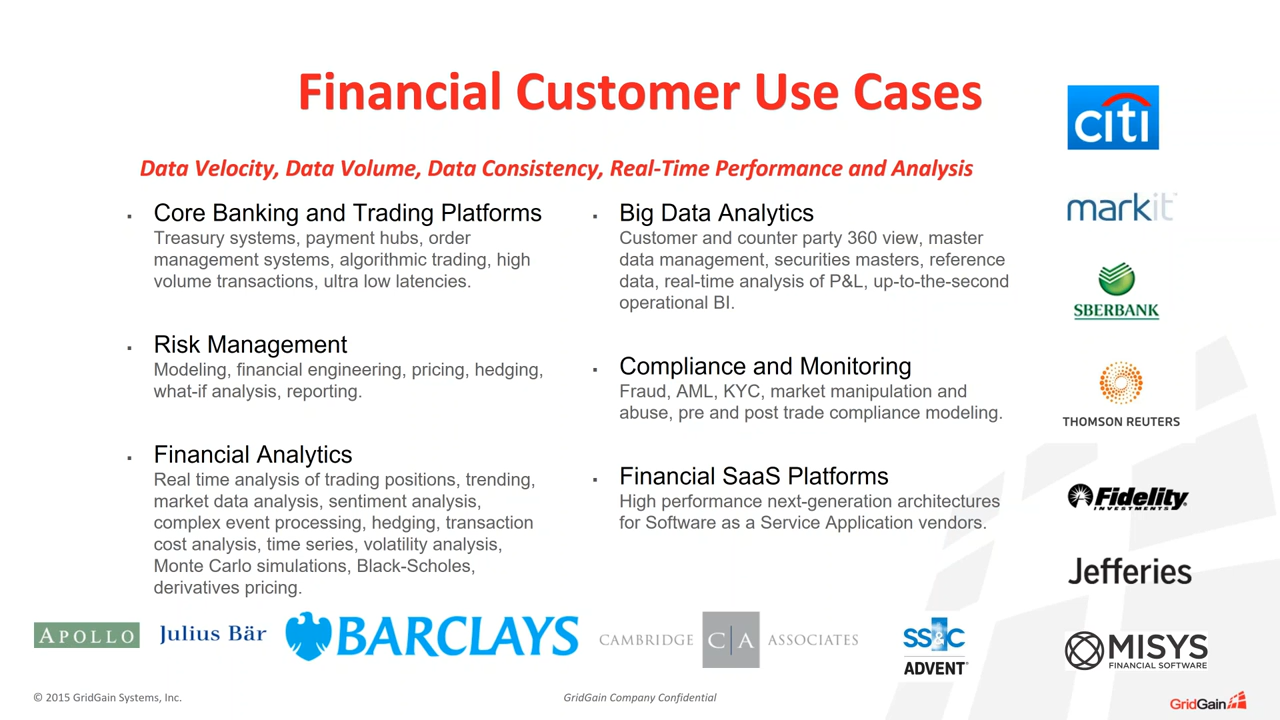 Financial Customer Use Cases
Data Velocity, Data Volume, Data Consistency, Real-Time Performance and Analysis
▪ Core Banking and Trading Platforms
Treasury systems, payment hubs, order
management systems, algorithmic trading, high
volume transactions, ultra low latencies.
▪ Risk Management
Modeling, financial engineering, pricing, hedging,
what-if analysis, reporting.
▪ Financial Analytics
Real time analysis of trading positions, trending,
market data analysis, sentiment analysis,
complex event processing, hedging, transaction
cost analysis, time series, volatility analysis,
Monte Carlo simulations, Black-Scholes,
derivatives pricing.
▪ Big Data Analytics
Customer and counter party 360 view, master
data management, securities masters, reference
data, real-time analysis of P&L, up-to-the-second
operational BI.
▪ Compliance and Monitoring
Fraud, AML, KYC, market manipulation and
abuse, pre and post trade compliance modeling.
▪ Financial SaaS Platforms
High performance next-generation architectures
for Software as a Service Application vendors.
citi
markit
SBERBANK
THOMSON REUTERS
Fidelity
INVESTMENTS
Jefferies
APOLLO
Julius Bär
BARCLAYS
CAMBRIDGE C|A ASSOCIATES
SS&C
ADVENT
MISYS
FINANCIAL SOFTWARE
© 2015 GridGain Systems, Inc.
GridGain Company Confidential
GridGain